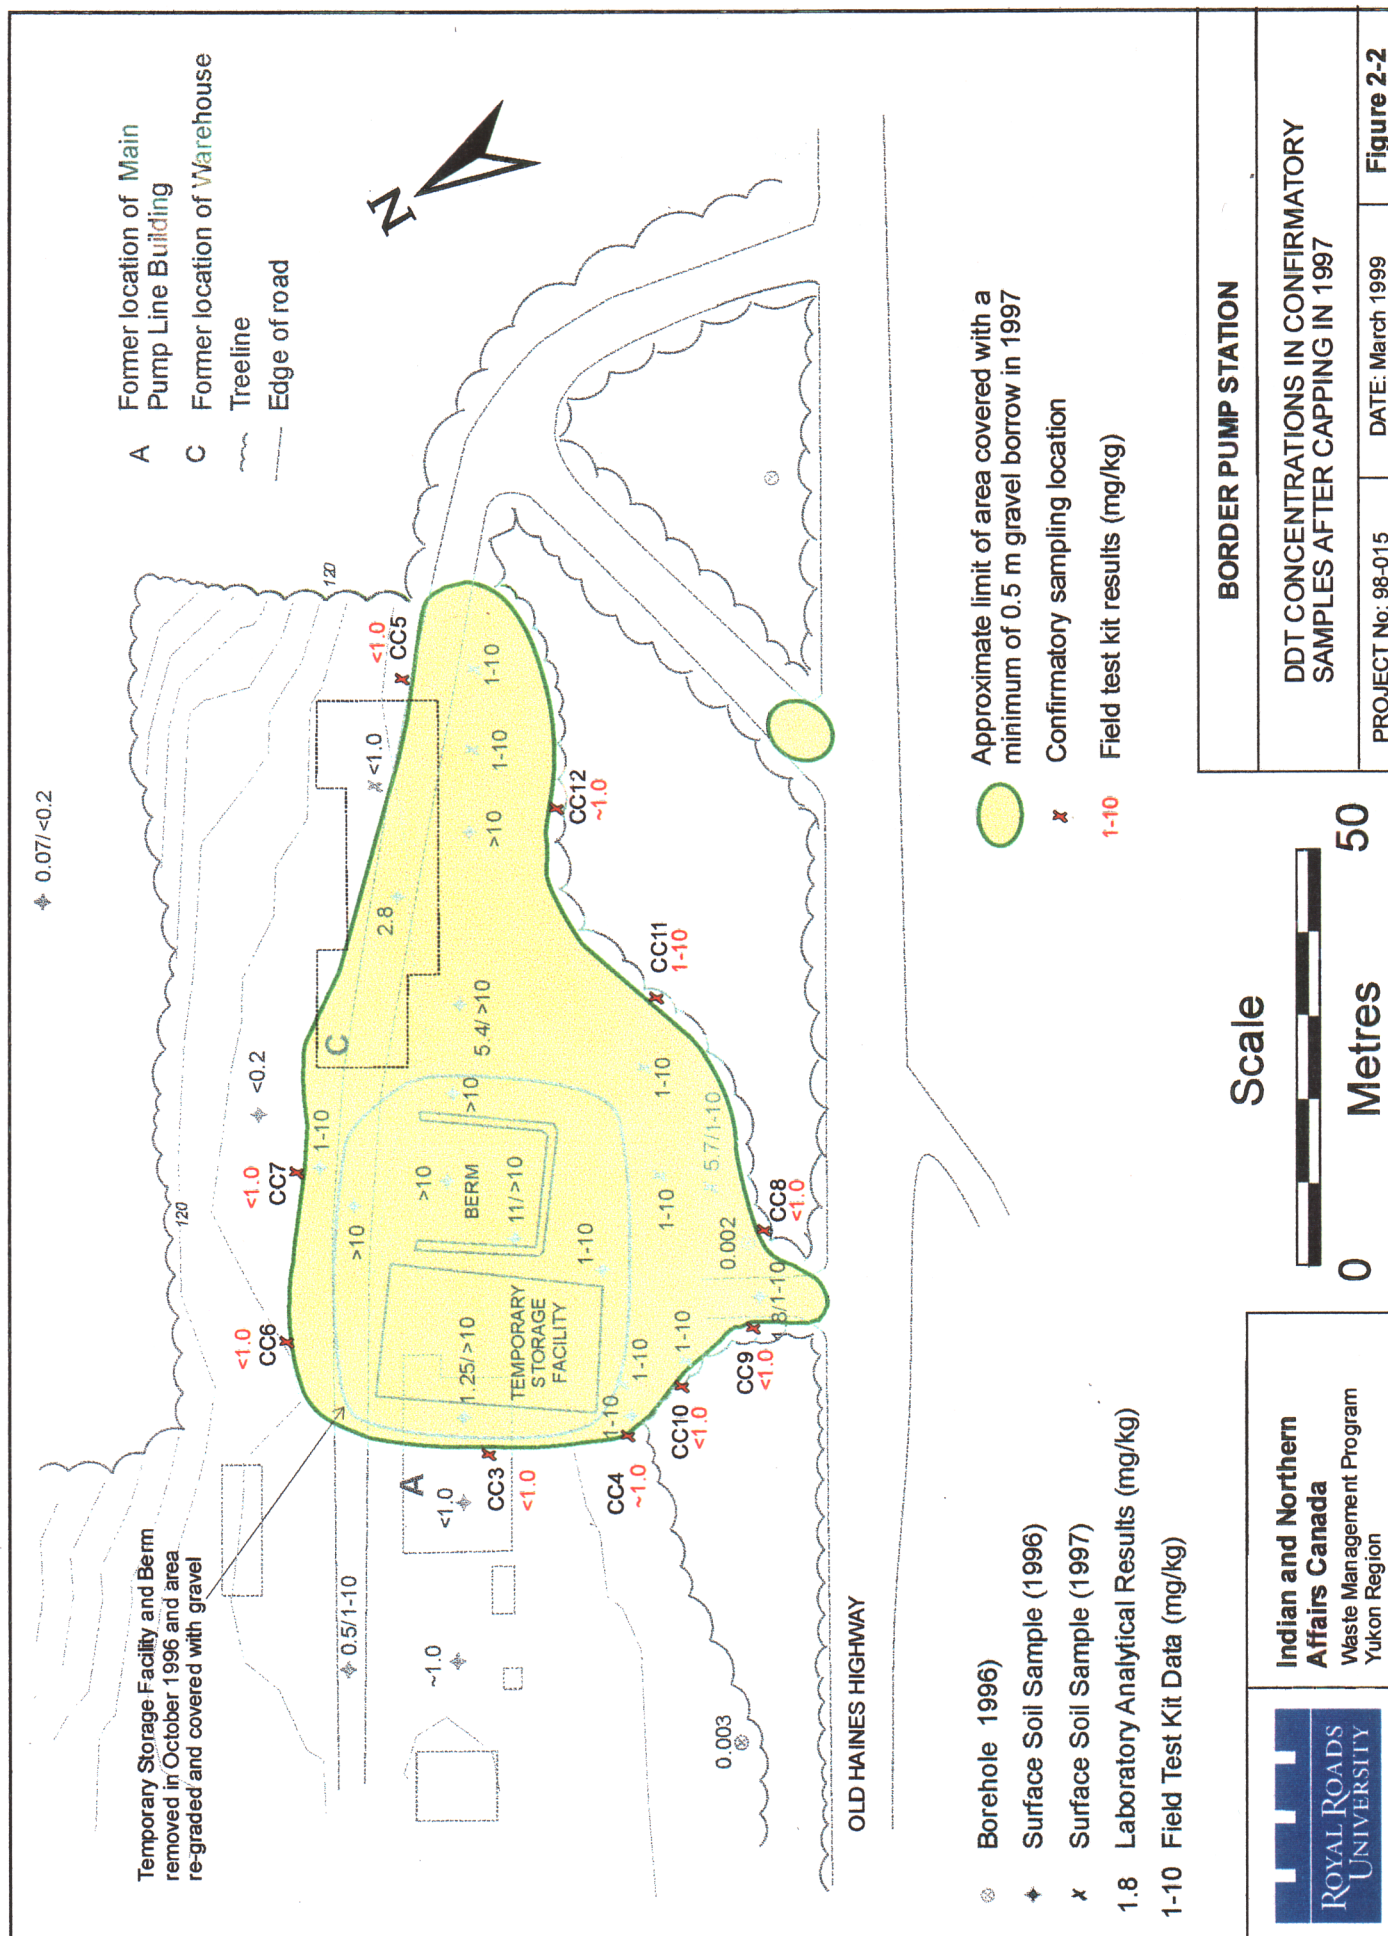 A Former location of Main
Pump Line Building
C Former location of Warehouse
Treeline
Edge of road
N
0.07/<0.2
120
120
Temporary Storage Facility and Berm
removed in October 1996 and area
re-graded and covered with gravel
<0.2
<1.0
CC6
<1.0
CC7
<1.0
CC5
<1.0
C
2.8
1-10
>10
>10
>10
BERM
11/>10
5.4/>10
>10
1-10
1-10
1.25/>10
TEMPORARY
STORAGE
FACILITY
1-10
1-10
1-10
1-10
1-10
1-10
5.7/1-10
0.002
1.8/1-10
A
<1.0
CC3
<1.0
CC4
~1.0
CC10
<1.0
CC9
<1.0
CC8
<1.0
CC11
1-10
CC12
~1.0
0.5/1-10
~1.0
0.003
OLD HAINES HIGHWAY
Borehole 1996)
Surface Soil Sample (1996)
Surface Soil Sample (1997)
1.8 Laboratory Analytical Results (mg/kg)
1-10 Field Test Kit Data (mg/kg)
Approximate limit of area covered with a
minimum of 0.5 m gravel borrow in 1997
Confirmatory sampling location
1-10 Field test kit results (mg/kg)
Scale
0 Metres 50
ROYAL ROADS
UNIVERSITY
Indian and Northern
Affairs Canada
Waste Management Program
Yukon Region
BORDER PUMP STATION
DDT CONCENTRATIONS IN CONFIRMATORY
SAMPLES AFTER CAPPING IN 1997
PROJECT No: 98-015 DATE: March 1999 Figure 2-2